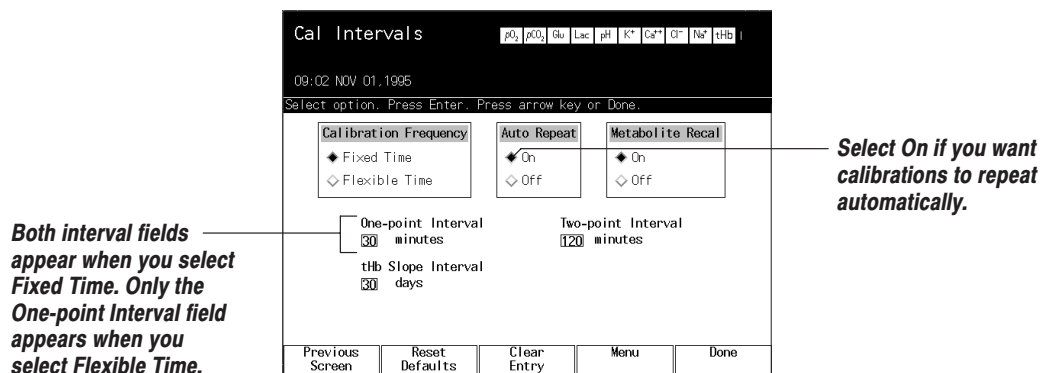 Cal Intervals
pO₂ pCO₂ Glu Lac pH K⁺ Ca⁺⁺ Cl⁻ Na⁺ tHb
09:02 NOV 01,1995
Select option. Press Enter. Press arrow key or Done.
Calibration Frequency
◆ Fixed Time
◇ Flexible Time
Auto Repeat
◆ On
◇ Off
Metabolite Recal
◆ On
◇ Off
Select On if you want
calibrations to repeat
automatically.
Both interval fields
appear when you select
Fixed Time. Only the
One-point Interval field
appears when you
select Flexible Time.
One-point Interval
30 minutes
Two-point Interval
120 minutes
tHb Slope Interval
30 days
Previous
Screen
Reset
Defaults
Clear
Entry
Menu
Done